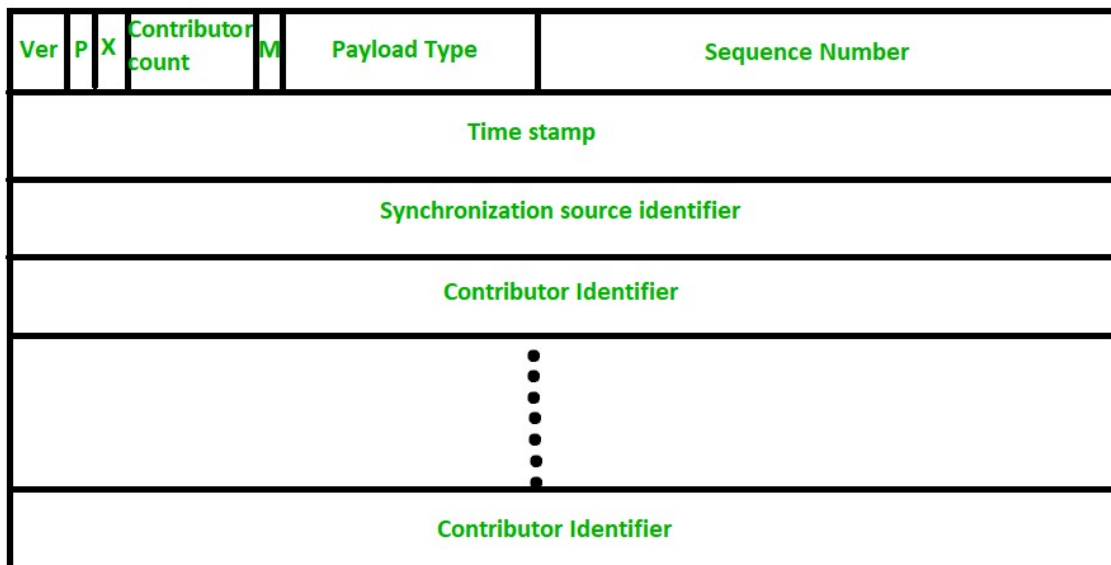 Ver P X Contributor count M Payload Type Sequence Number
Time stamp
Synchronization source identifier
Contributor Identifier
Contributor Identifier